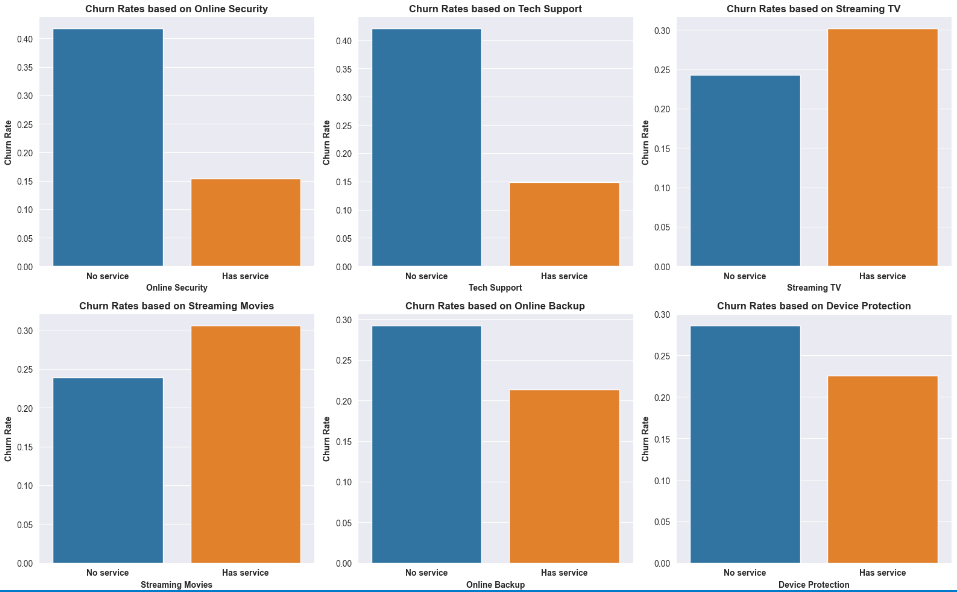 Churn Rates based on Online Security
Churn Rate
0.40
0.35
0.30
0.25
0.20
0.15
0.10
0.05
0.00
No service
Has service
Online Security
Churn Rates based on Tech Support
Churn Rate
0.40
0.35
0.30
0.25
0.20
0.15
0.10
0.05
0.00
No service
Has service
Tech Support
Churn Rates based on Streaming TV
Churn Rate
0.30
0.25
0.20
0.15
0.10
0.05
0.00
No service
Has service
Streaming TV
Churn Rates based on Streaming Movies
Churn Rate
0.30
0.25
0.20
0.15
0.10
0.05
0.00
No service
Has service
Streaming Movies
Churn Rates based on Online Backup
Churn Rate
0.30
0.25
0.20
0.15
0.10
0.05
0.00
No service
Has service
Online Backup
Churn Rates based on Device Protection
Churn Rate
0.30
0.25
0.20
0.15
0.10
0.05
0.00
No service
Has service
Device Protection